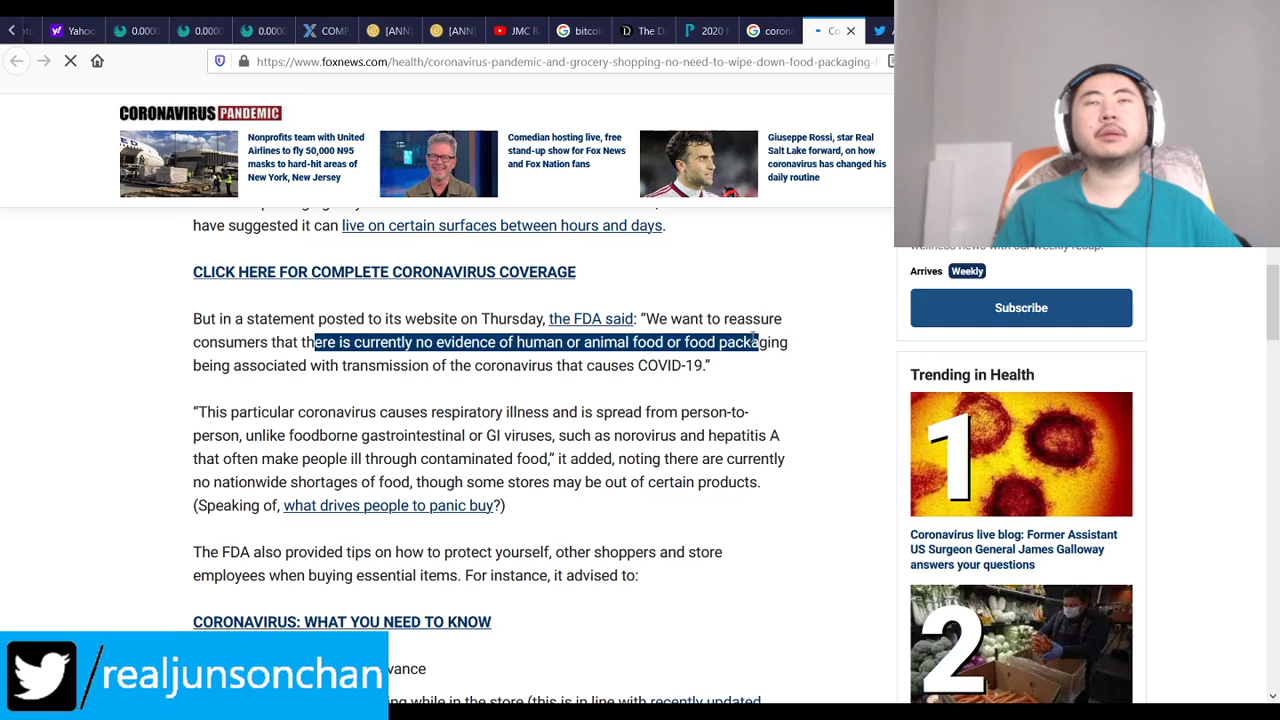 Yahoo
0.0000
0.0000
0.0000
COMP
[ANN]
[ANN]
JMC R
bitcoi
The D
2020 E
corona
Co
https://www.foxnews.com/health/coronavirus-pandemic-and-grocery-shopping-no-need-to-wipe-down-food-packaging-f
CORONAVIRUS PANDEMIC
Nonprofits team with United
Airlines to fly 50,000 N95
masks to hard-hit areas of
New York, New Jersey
Comedian hosting live, free
stand-up show for Fox News
and Fox Nation fans
Giuseppe Rossi, star Real
Salt Lake forward, on how
coronavirus has changed his
daily routine
have suggested it can live on certain surfaces between hours and days.
CLICK HERE FOR COMPLETE CORONAVIRUS COVERAGE
But in a statement posted to its website on Thursday, the FDA said: “We want to reassure
consumers that there is currently no evidence of human or animal food or food packaging
being associated with transmission of the coronavirus that causes COVID-19.”
“This particular coronavirus causes respiratory illness and is spread from person-to-
person, unlike foodborne gastrointestinal or GI viruses, such as norovirus and hepatitis A
that often make people ill through contaminated food,” it added, noting there are currently
no nationwide shortages of food, though some stores may be out of certain products.
(Speaking of, what drives people to panic buy?)
The FDA also provided tips on how to protect yourself, other shoppers and store
employees when buying essential items. For instance, it advised to:
CORONAVIRUS: WHAT YOU NEED TO KNOW
vance
ng while in the store (this is in line with recently updated
wellness news with our weekly recap.
Arrives Weekly
Subscribe
Trending in Health
1
Coronavirus live blog: Former Assistant
US Surgeon General James Galloway
answers your questions
2
/realjunsonchan